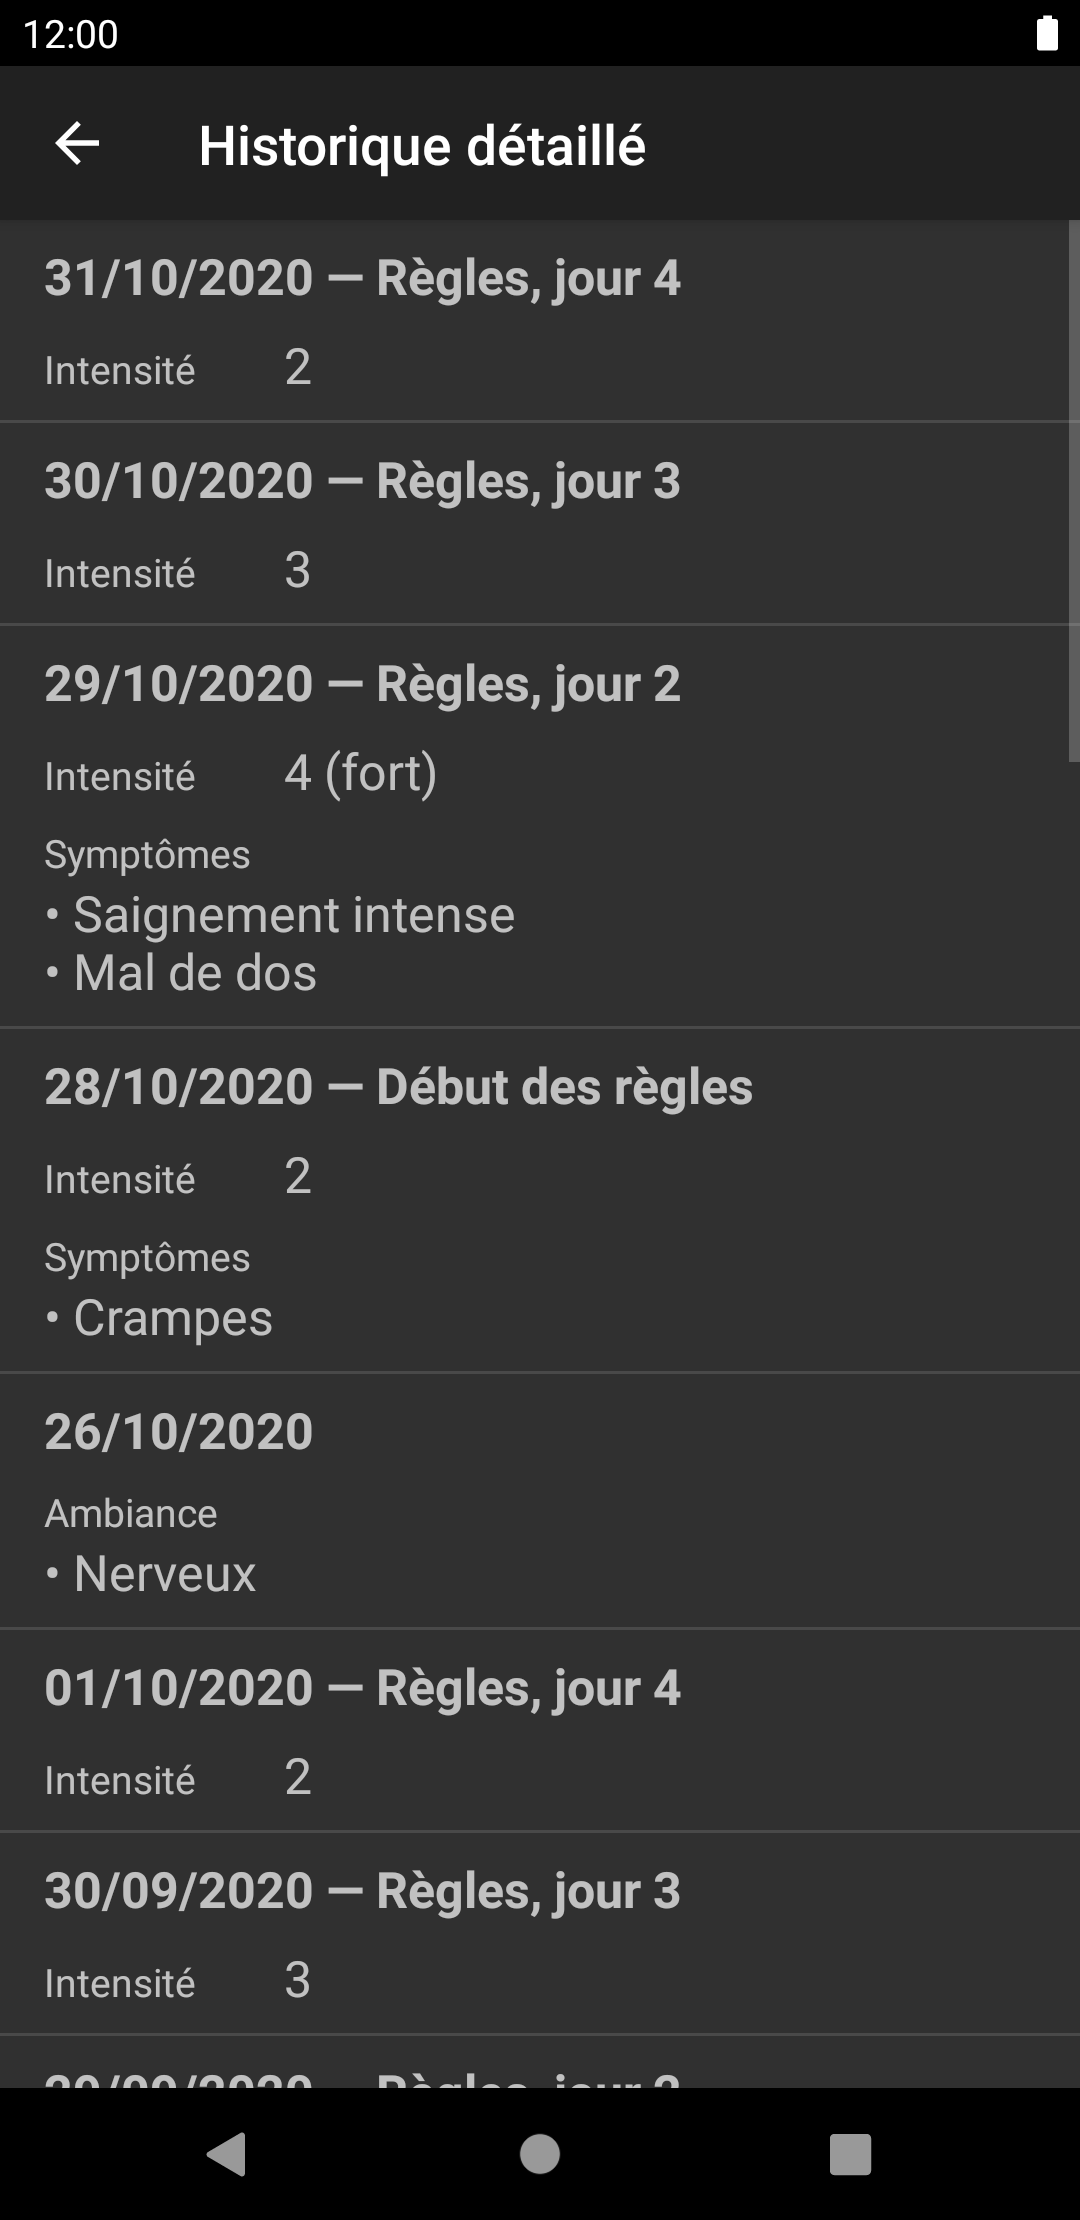 12:00
Historique détaillé
31/10/2020 — Règles, jour 4
Intensité 2
30/10/2020 — Règles, jour 3
Intensité 3
29/10/2020 — Règles, jour 2
Intensité 4 (fort)
Symptômes
• Saignement intense
• Mal de dos
28/10/2020 — Début des règles
Intensité 2
Symptômes
• Crampes
26/10/2020
Ambiance
• Nerveux
01/10/2020 — Règles, jour 4
Intensité 2
30/09/2020 — Règles, jour 3
Intensité 3